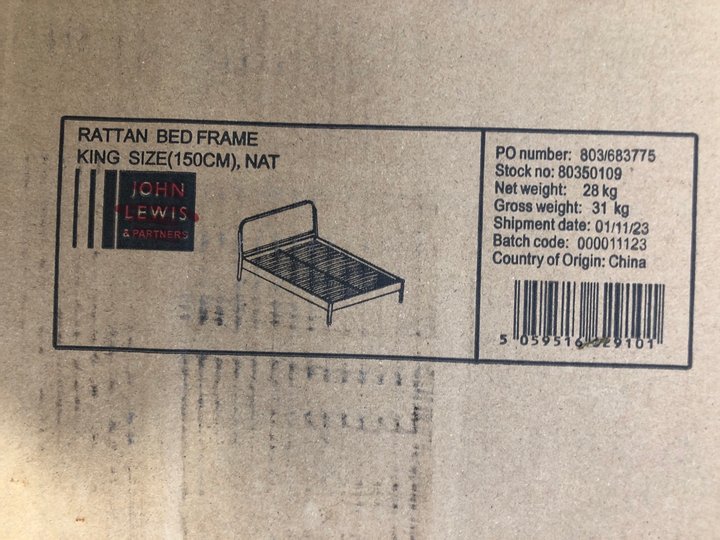 RATTAN BED FRAME
KING SIZE(150CM), NAT
JOHN
LEWIS
& PARTNERS
PO number: 803/683775
Stock no: 80350109
Net weight: 28 kg
Gross weight: 31 kg
Shipment date: 01/11/23
Batch code: 000011123
Country of Origin: China